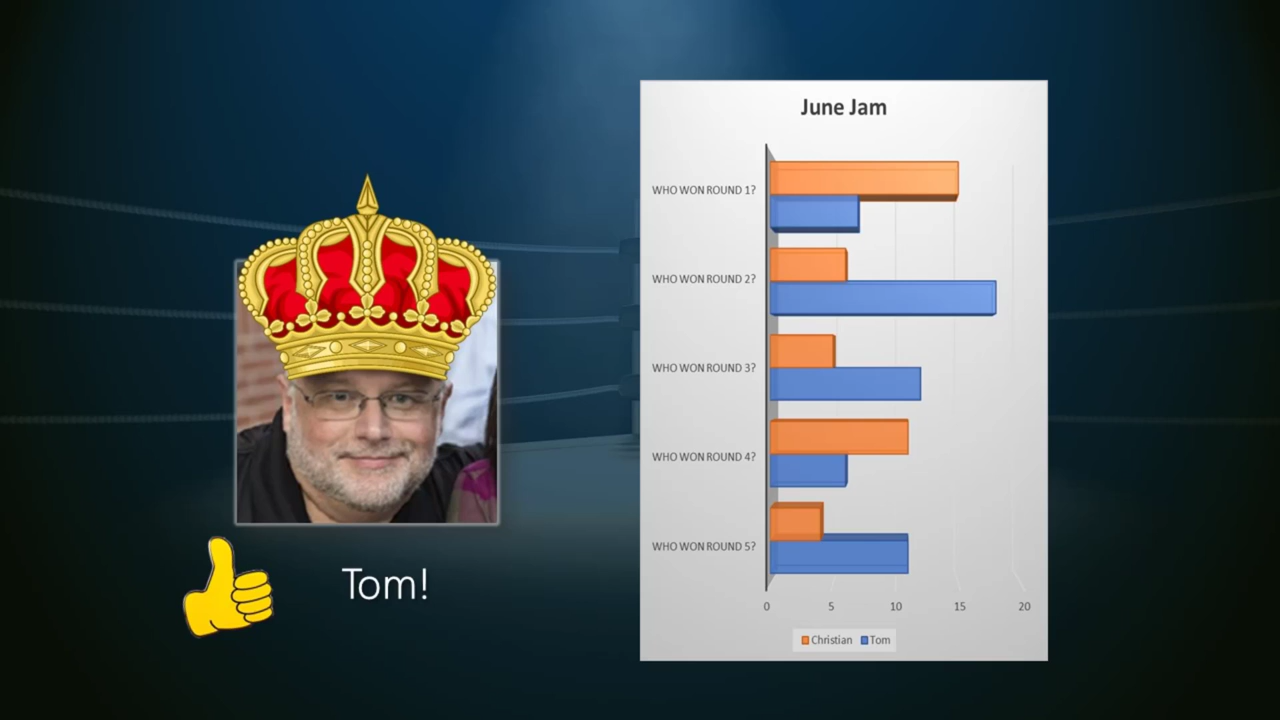 June Jam
WHO WON ROUND 1?
WHO WON ROUND 2?
WHO WON ROUND 3?
WHO WON ROUND 4?
WHO WON ROUND 5?
0 5 10 15 20
Christian Tom
Tom!